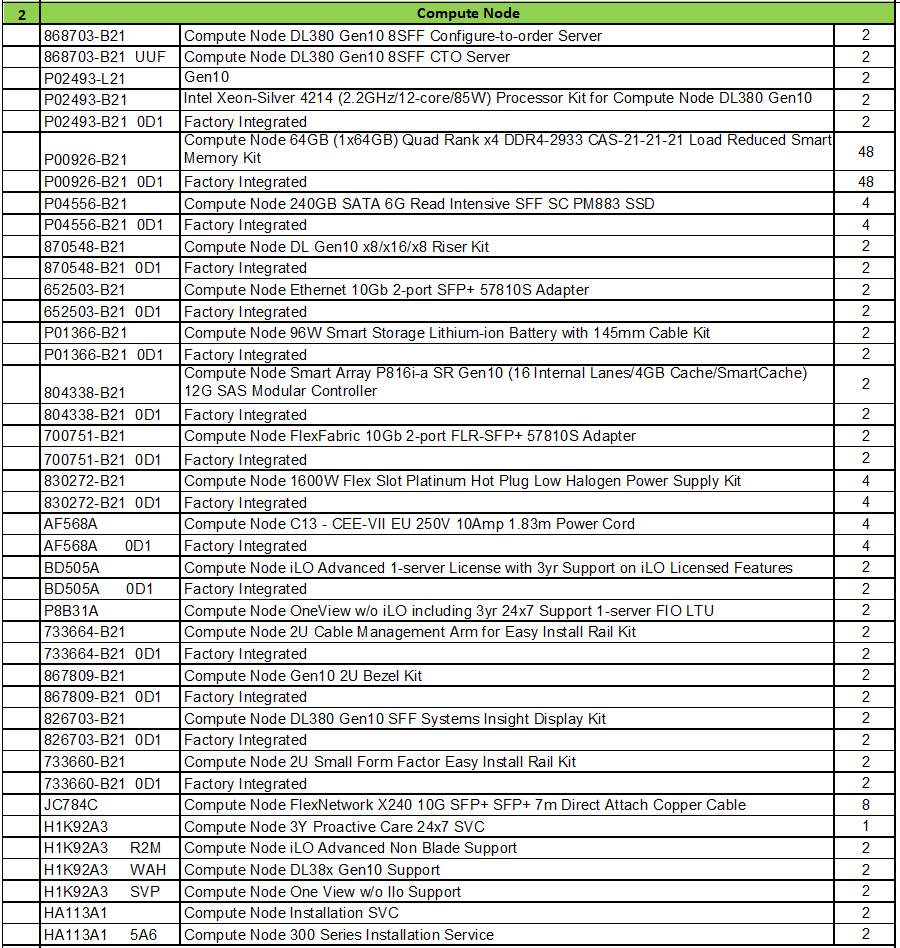 2 Compute Node
868703-B21 Compute Node DL380 Gen10 8SFF Configure-to-order Server 2
868703-B21 UUF Compute Node DL380 Gen10 8SFF CTO Server 2
P02493-L21 Gen10 2
P02493-B21 Intel Xeon-Silver 4214 (2.2GHz/12-core/85W) Processor Kit for Compute Node DL380 Gen10 2
P02493-B21 0D1 Factory Integrated 2
Compute Node 64GB (1x64GB) Quad Rank x4 DDR4-2933 CAS-21-21-21 Load Reduced Smart
P00926-B21 Memory Kit 48
P00926-B21 0D1 Factory Integrated 48
P04556-B21 Compute Node 240GB SATA 6G Read Intensive SFF SC PM883 SSD 4
P04556-B21 0D1 Factory Integrated 4
870548-B21 Compute Node DL Gen10 x8/x16/x8 Riser Kit 2
870548-B21 0D1 Factory Integrated 2
652503-B21 Compute Node Ethernet 10Gb 2-port SFP+ 57810S Adapter 2
652503-B21 0D1 Factory Integrated 2
P01366-B21 Compute Node 96W Smart Storage Lithium-ion Battery with 145mm Cable Kit 2
P01366-B21 0D1 Factory Integrated 2
Compute Node Smart Array P816i-a SR Gen10 (16 Internal Lanes/4GB Cache/SmartCache)
804338-B21 12G SAS Modular Controller 2
804338-B21 0D1 Factory Integrated 2
700751-B21 Compute Node FlexFabric 10Gb 2-port FLR-SFP+ 57810S Adapter 2
700751-B21 0D1 Factory Integrated 2
830272-B21 Compute Node 1600W Flex Slot Platinum Hot Plug Low Halogen Power Supply Kit 4
830272-B21 0D1 Factory Integrated 4
AF568A Compute Node C13 - CEE-VII EU 250V 10Amp 1.83m Power Cord 4
AF568A 0D1 Factory Integrated 4
BD505A Compute Node iLO Advanced 1-server License with 3yr Support on iLO Licensed Features 2
BD505A 0D1 Factory Integrated 2
P8B31A Compute Node OneView w/o iLO including 3yr 24x7 Support 1-server FIO LTU 2
733664-B21 Compute Node 2U Cable Management Arm for Easy Install Rail Kit 2
733664-B21 0D1 Factory Integrated 2
867809-B21 Compute Node Gen10 2U Bezel Kit 2
867809-B21 0D1 Factory Integrated 2
826703-B21 Compute Node DL380 Gen10 SFF Systems Insight Display Kit 2
826703-B21 0D1 Factory Integrated 2
733660-B21 Compute Node 2U Small Form Factor Easy Install Rail Kit 2
733660-B21 0D1 Factory Integrated 2
JC784C Compute Node FlexNetwork X240 10G SFP+ SFP+ 7m Direct Attach Copper Cable 8
H1K92A3 Compute Node 3Y Proactive Care 24x7 SVC 1
H1K92A3 R2M Compute Node iLO Advanced Non Blade Support 2
H1K92A3 WAH Compute Node DL38x Gen10 Support 2
H1K92A3 SVP Compute Node One View w/o Ilo Support 2
HA113A1 Compute Node Installation SVC 2
HA113A1 5A6 Compute Node 300 Series Installation Service 2